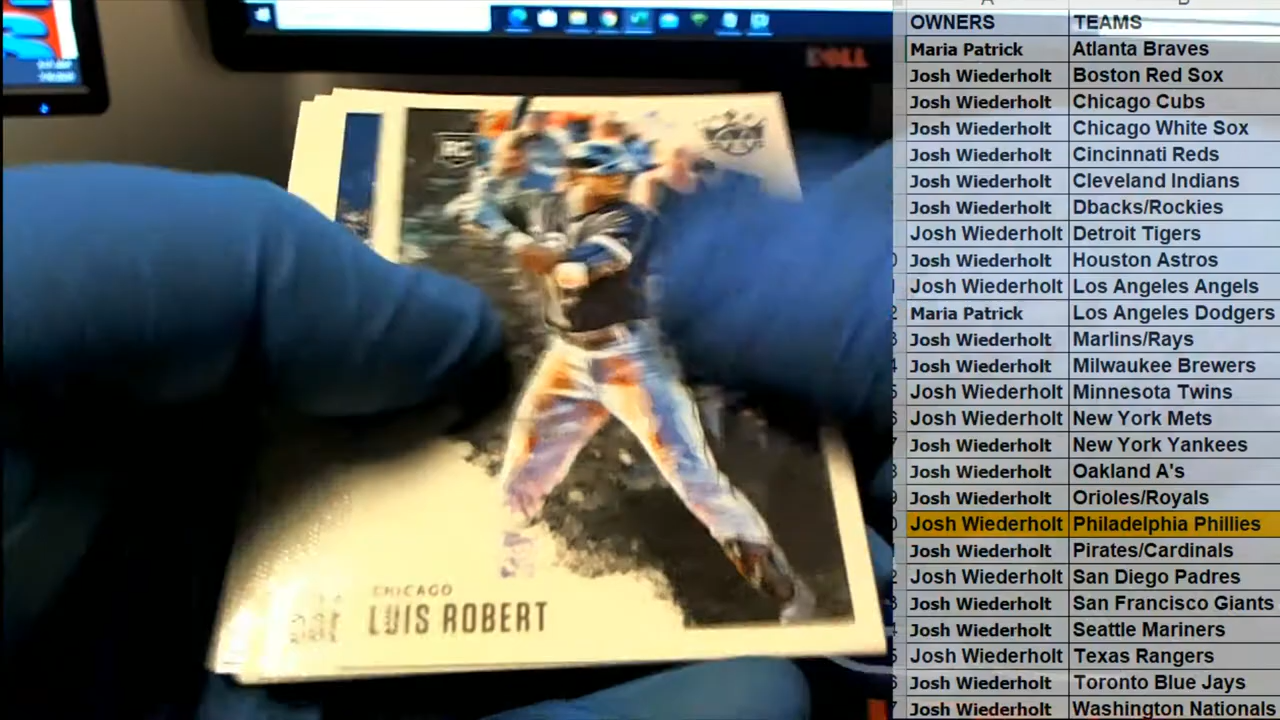 DELL
RC
CHICAGO
LUIS ROBERT
A
OWNERS TEAMS
Maria Patrick Atlanta Braves
Josh Wiederholt Boston Red Sox
Josh Wiederholt Chicago Cubs
Josh Wiederholt Chicago White Sox
Josh Wiederholt Cincinnati Reds
Josh Wiederholt Cleveland Indians
Josh Wiederholt Dbacks/Rockies
Josh Wiederholt Detroit Tigers
Josh Wiederholt Houston Astros
Josh Wiederholt Los Angeles Angels
Maria Patrick Los Angeles Dodgers
Josh Wiederholt Marlins/Rays
Josh Wiederholt Milwaukee Brewers
Josh Wiederholt Minnesota Twins
Josh Wiederholt New York Mets
Josh Wiederholt New York Yankees
Josh Wiederholt Oakland A's
Josh Wiederholt Orioles/Royals
Josh Wiederholt Philadelphia Phillies
Josh Wiederholt Pirates/Cardinals
Josh Wiederholt San Diego Padres
Josh Wiederholt San Francisco Giants
Josh Wiederholt Seattle Mariners
Josh Wiederholt Texas Rangers
Josh Wiederholt Toronto Blue Jays
Josh Wiederholt Washington Nationals